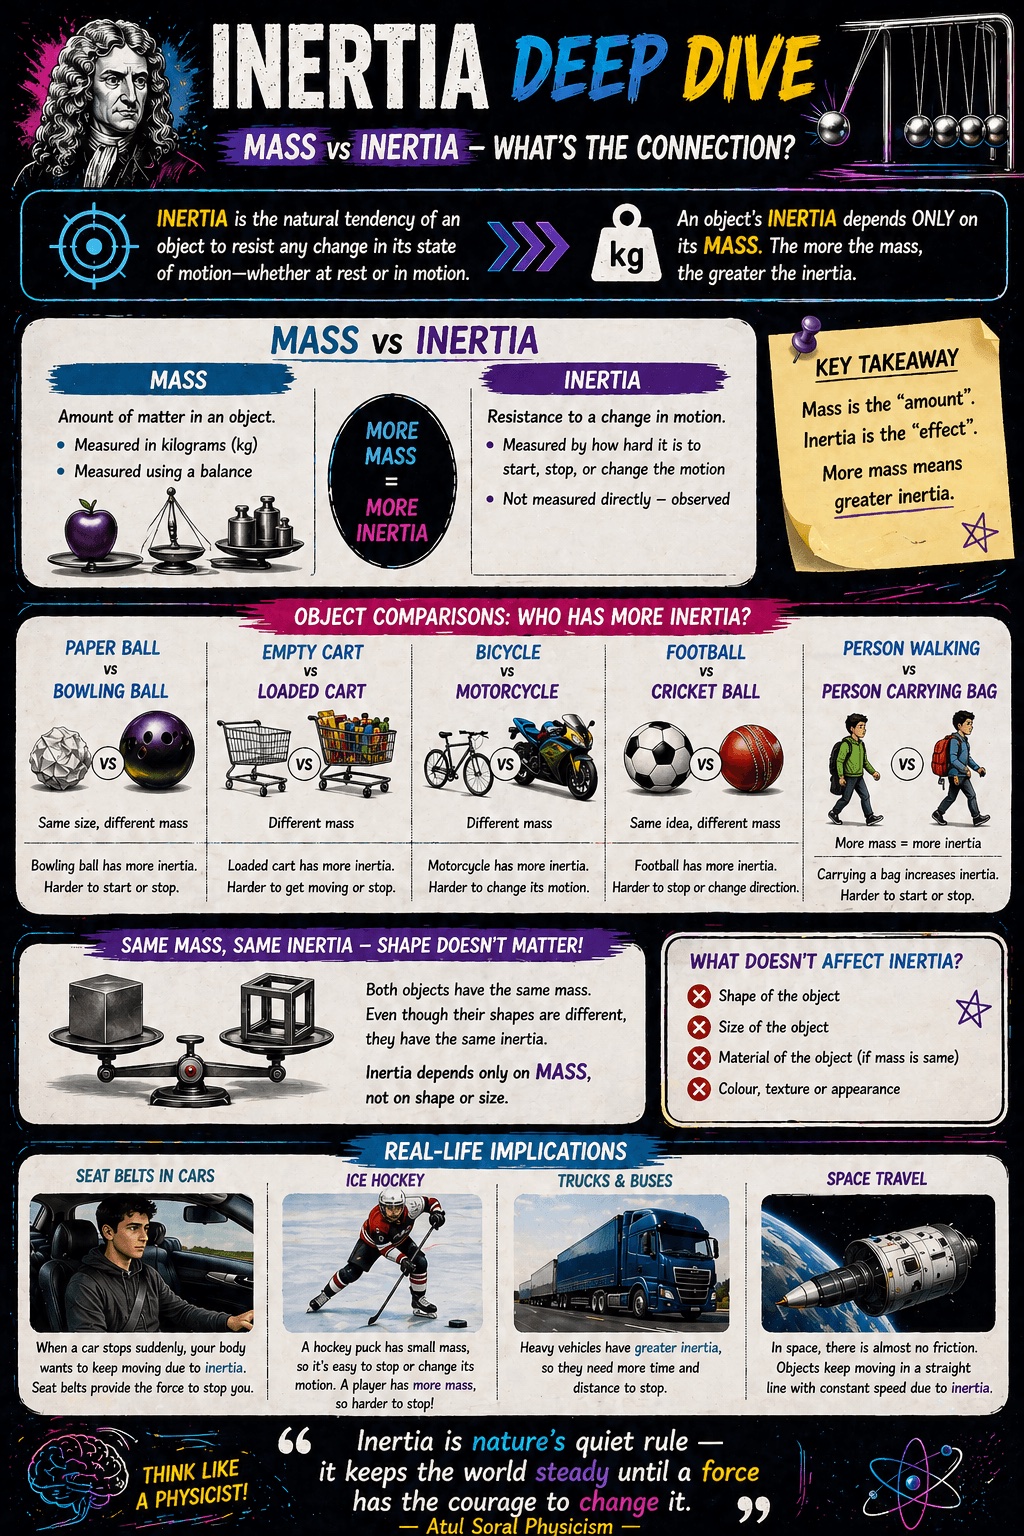 INERTIA DEEP DIVE
MASS vs INERTIA – WHAT'S THE CONNECTION?
INERTIA is the natural tendency of an
object to resist any change in its state
of motion—whether at rest or in motion.
kg
An object's INERTIA depends ONLY on
its MASS. The more the mass,
the greater the inertia.
MASS vs INERTIA
MASS
Amount of matter in an object.
• Measured in kilograms (kg)
• Measured using a balance
MORE
MASS
=
MORE
INERTIA
INERTIA
Resistance to a change in motion.
• Measured by how hard it is to
start, stop, or change the motion
• Not measured directly – observed
KEY TAKEAWAY
Mass is the “amount”.
Inertia is the “effect”.
More mass means
greater inertia.
OBJECT COMPARISONS: WHO HAS MORE INERTIA?
PAPER BALL
vs
BOWLING BALL
VS
Same size, different mass
Bowling ball has more inertia.
Harder to start or stop.
EMPTY CART
vs
LOADED CART
VS
Different mass
Loaded cart has more inertia.
Harder to get moving or stop.
BICYCLE
vs
MOTORCYCLE
VS
Different mass
Motorcycle has more inertia.
Harder to change its motion.
FOOTBALL
vs
CRICKET BALL
VS
Same idea, different mass
Football has more inertia.
Harder to stop or change direction.
PERSON WALKING
vs
PERSON CARRYING BAG
VS
More mass = more inertia
Carrying a bag increases inertia.
Harder to start or stop.
SAME MASS, SAME INERTIA – SHAPE DOESN'T MATTER!
Both objects have the same mass.
Even though their shapes are different,
they have the same inertia.
Inertia depends only on MASS,
not on shape or size.
WHAT DOESN'T AFFECT INERTIA?
Shape of the object
Size of the object
Material of the object (if mass is same)
Colour, texture or appearance
REAL-LIFE IMPLICATIONS
SEAT BELTS IN CARS
When a car stops suddenly, your body
wants to keep moving due to inertia.
Seat belts provide the force to stop you.
ICE HOCKEY
A hockey puck has small mass,
so it's easy to stop or change its
motion. A player has more mass,
so harder to stop!
TRUCKS & BUSES
Heavy vehicles have greater inertia,
so they need more time and
distance to stop.
SPACE TRAVEL
In space, there is almost no friction.
Objects keep moving in a straight
line with constant speed due to inertia.
THINK LIKE
A PHYSICIST!
“ Inertia is nature's quiet rule —
it keeps the world steady until a force
has the courage to change it. ”
— Atul Soral Physicism —